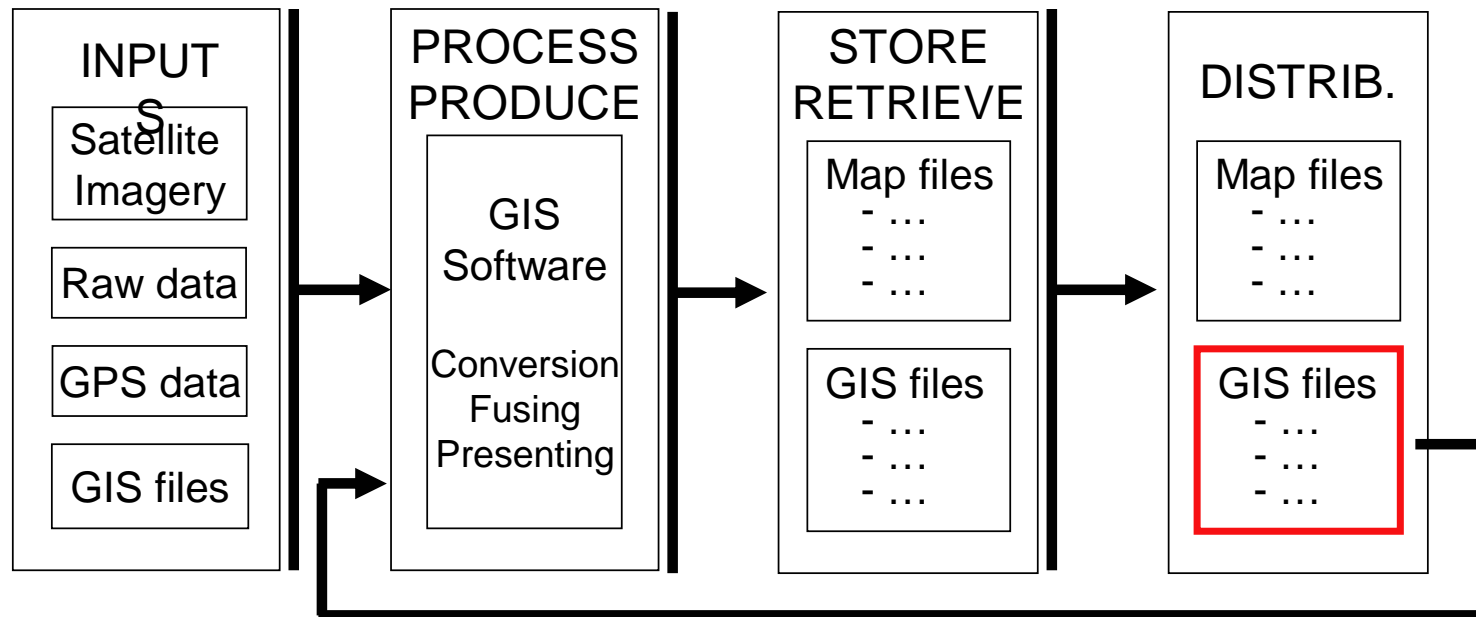 INPUT
S
Satellite
Imagery
Raw data
GPS data
GIS files
PROCESS
PRODUCE
GIS
Software
Conversion
Fusing
Presenting
STORE
RETRIEVE
Map files
- ...
- ...
- ...
GIS files
- ...
- ...
- ...
DISTRIB.
Map files
- ...
- ...
- ...
GIS files
- ...
- ...
- ...